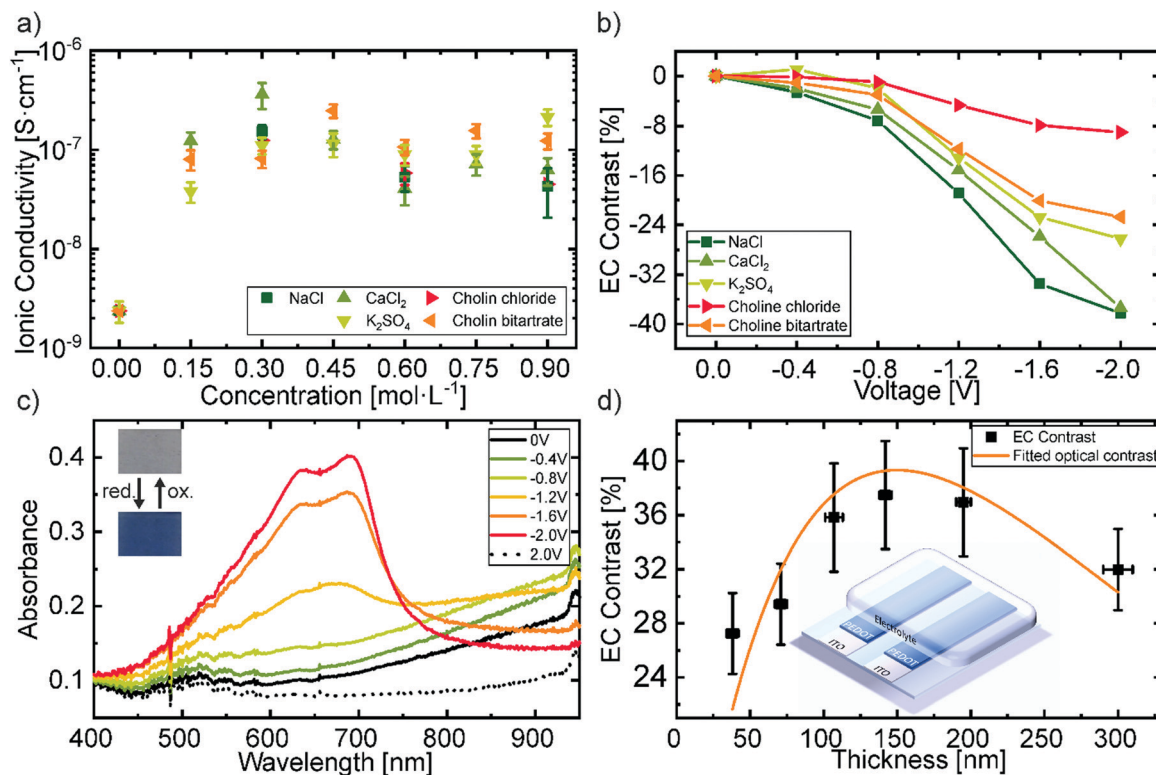 a)
Ionic Conductivity [S·cm⁻¹]
10⁻⁶
10⁻⁷
10⁻⁸
10⁻⁹
NaCl
CaCl₂
Cholin chloride
K₂SO₄
Cholin bitartrate
0.00 0.15 0.30 0.45 0.60 0.75 0.90
Concentration [mol·L⁻¹]
b)
EC Contrast [%]
0
-8
-16
-24
-32
-40
NaCl
CaCl₂
K₂SO₄
Choline chloride
Choline bitartrate
0.0 -0.4 -0.8 -1.2 -1.6 -2.0
Voltage [V]
c)
Absorbance
0.4
0.3
0.2
0.1
red. ox.
0V
-0.4V
-0.8V
-1.2V
-1.6V
-2.0V
2.0V
400 500 600 700 800 900
Wavelength [nm]
d)
EC Contrast [%]
40
36
32
28
24
EC Contrast
Fitted optical contrast
Electrolyte
PEDOT
PEDOT
ITO
ITO
0 50 100 150 200 250 300
Thickness [nm]